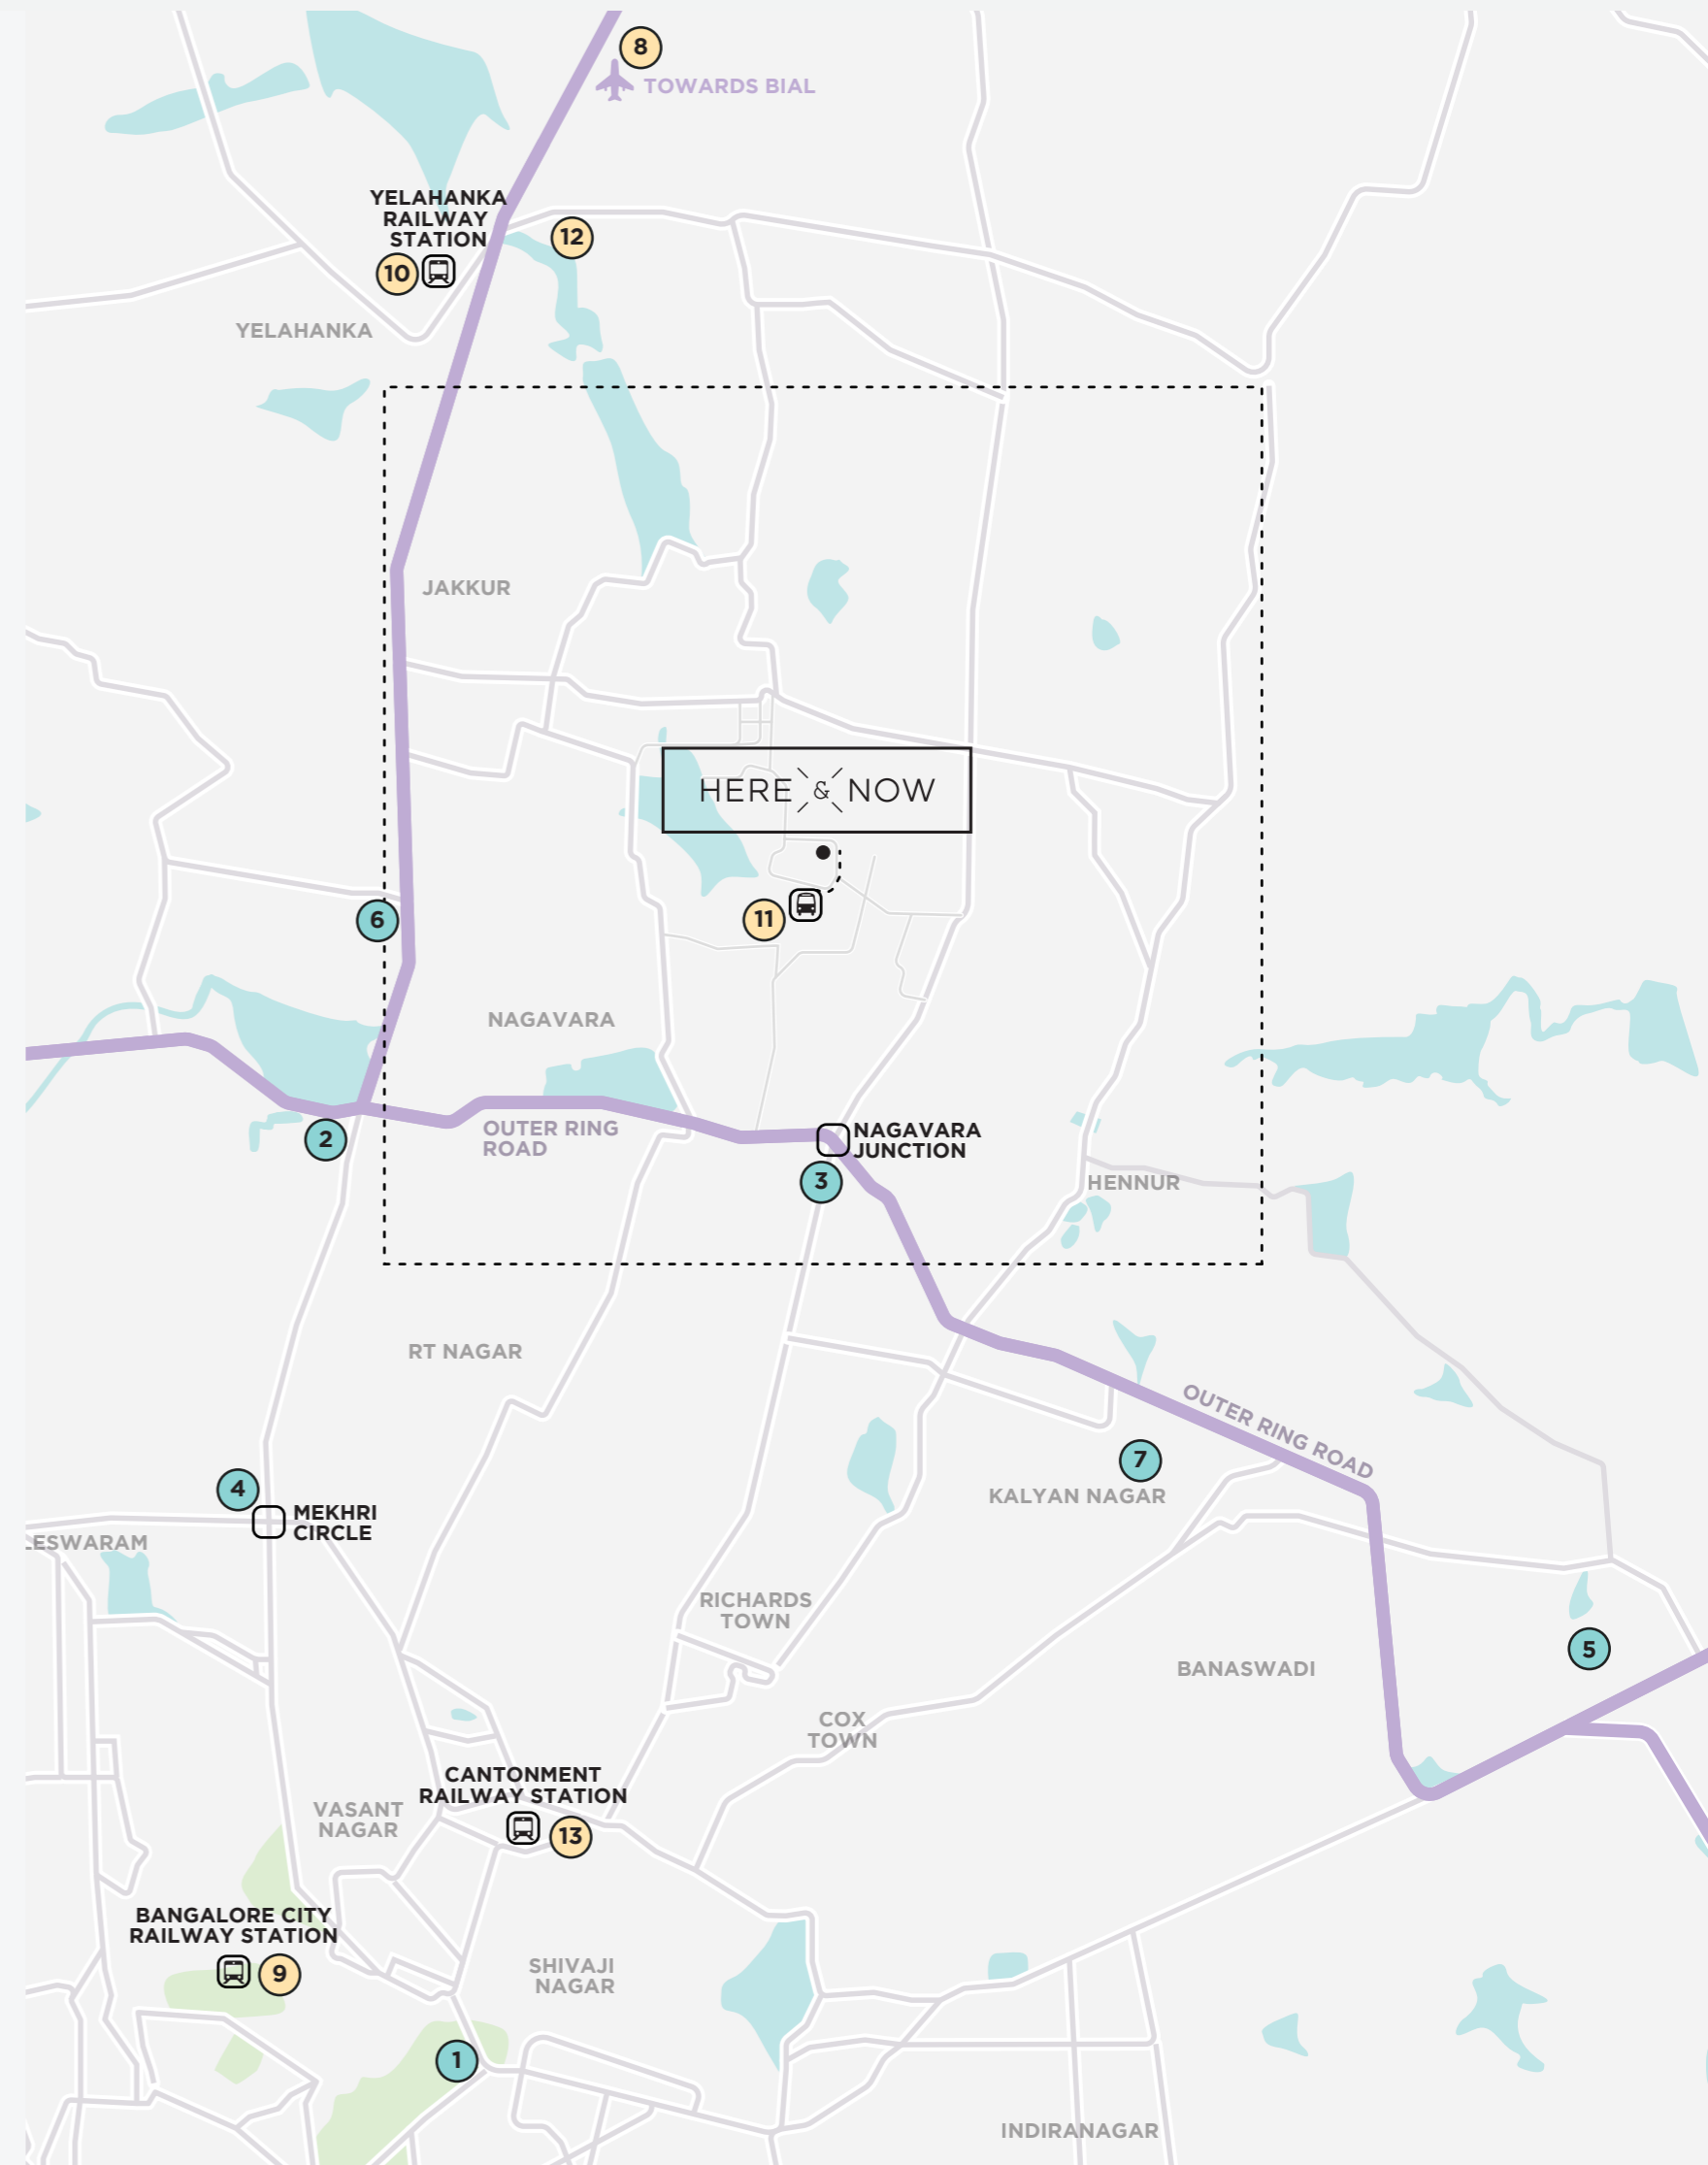 8
TOWARDS BIAL
YELAHANKA
RAILWAY
STATION
12
10
YELAHANKA
JAKKUR
HERE & NOW
11
6
NAGAVARA
OUTER RING
ROAD
2
NAGAVARA
JUNCTION
3
HENNUR
RT NAGAR
OUTER RING ROAD
7
KALYAN NAGAR
4
MEKHRI
CIRCLE
LESWARAM
RICHARDS
TOWN
5
BANASWADI
COX
TOWN
CANTONMENT
RAILWAY STATION
13
VASANT
NAGAR
BANGALORE CITY
RAILWAY STATION
9
SHIVAJI
NAGAR
1
INDIRANAGAR